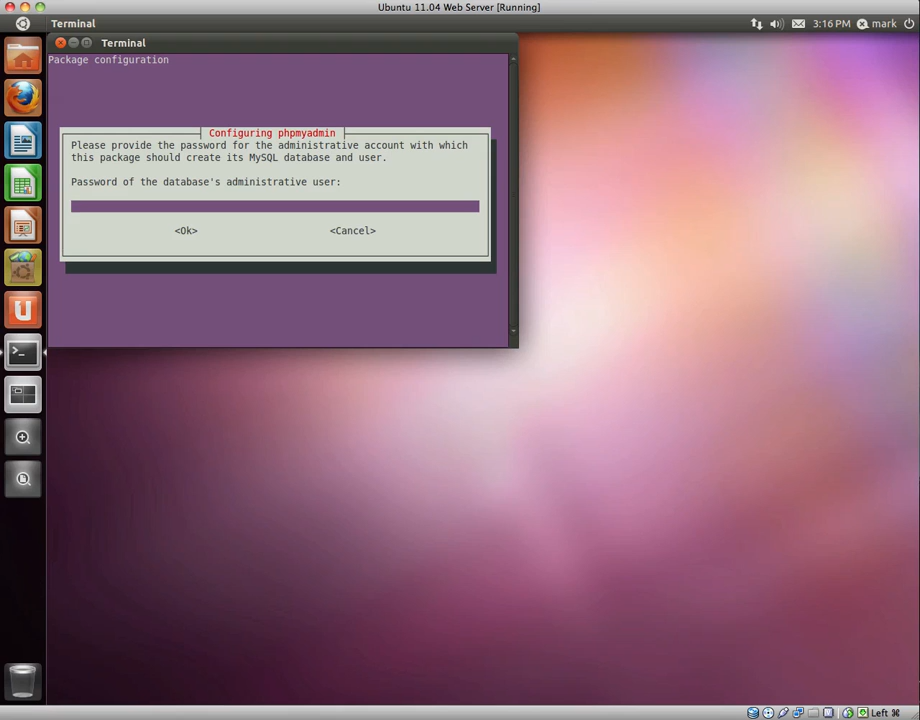 Ubuntu 11.04 Web Server [Running]
Terminal
3:16 PM
mark
Terminal
Package configuration
Configuring phpmyadmin
Please provide the password for the administrative account with which
this package should create its MySQL database and user.
Password of the database's administrative user:
<Ok>
<Cancel>
Left ⌘